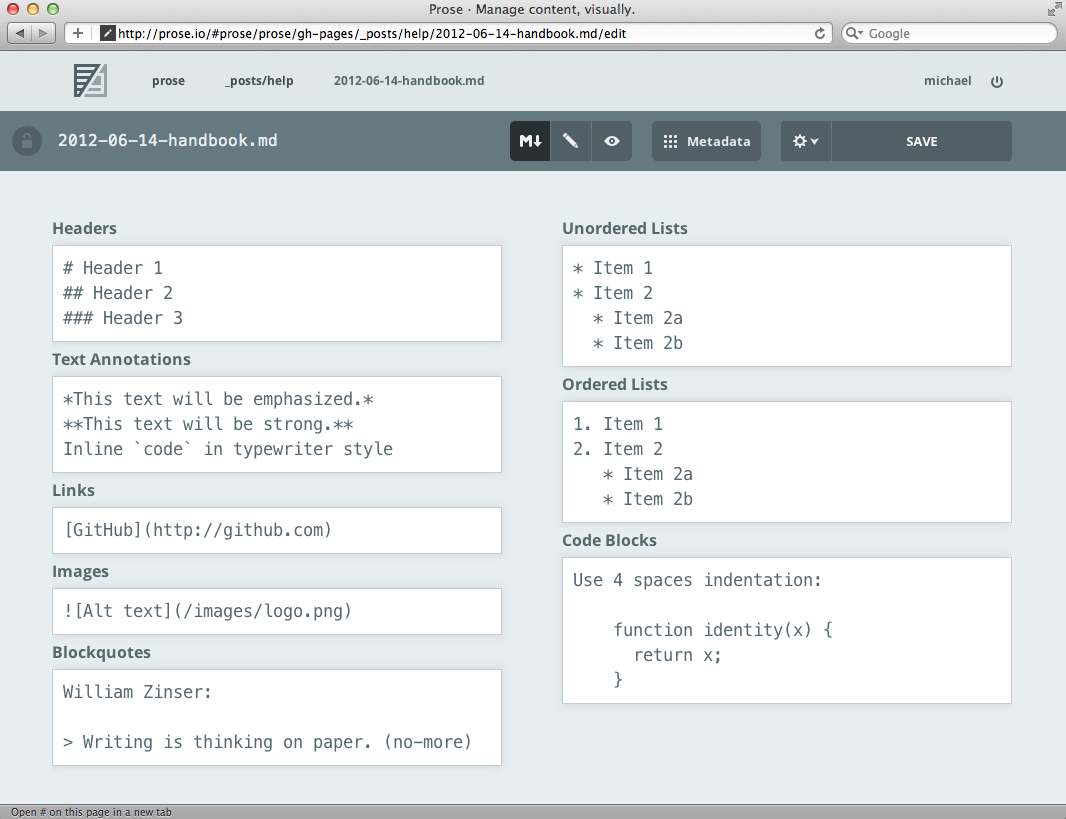 Prose · Manage content, visually.
http://prose.io/#prose/prose/gh-pages/_posts/help/2012-06-14-handbook.md/edit
Google
prose
_posts/help
2012-06-14-handbook.md
michael
2012-06-14-handbook.md
M↓
Metadata
SAVE
Headers
# Header 1
## Header 2
### Header 3
Text Annotations
*This text will be emphasized.*
**This text will be strong.**
Inline `code` in typewriter style
Links
[GitHub](http://github.com)
Images
![Alt text](/images/logo.png)
Blockquotes
William Zinser:
> Writing is thinking on paper. (no-more)
Unordered Lists
* Item 1
* Item 2
  * Item 2a
  * Item 2b
Ordered Lists
1. Item 1
2. Item 2
   * Item 2a
   * Item 2b
Code Blocks
Use 4 spaces indentation:
    function identity(x) {
      return x;
    }
Open # on this page in a new tab